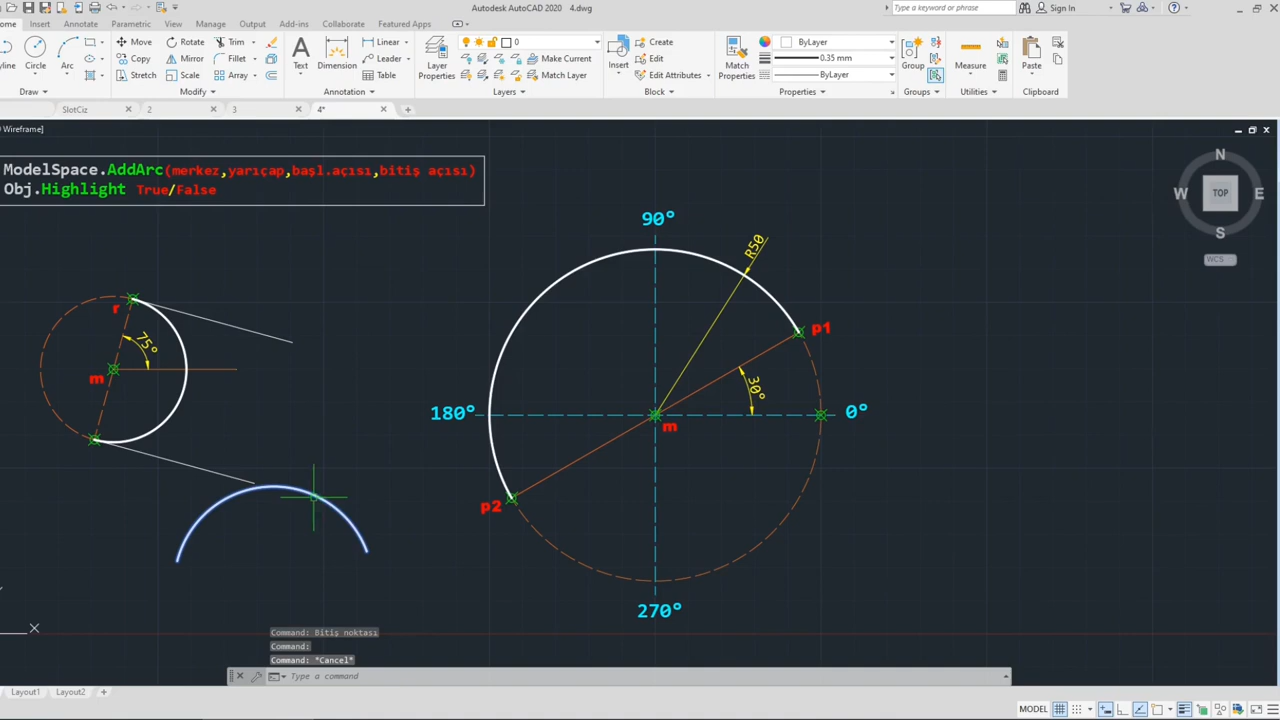 Autodesk AutoCAD 2020 4.dwg
Type a keyword or phrase
Sign In
ome Insert Annotate Parametric View Manage Output Add-ins Collaborate Featured Apps
yline Circle Arc
Move Rotate Trim
Copy Mirror Fillet
Stretch Scale Array
Text Dimension
Linear
Leader
Table
Layer Properties
0
Make Current
Match Layer
Insert
Create
Edit
Edit Attributes
Match Properties
ByLayer
0.35 mm
ByLayer
Group
Measure
Paste
Draw Modify Annotation Layers Block Properties Groups Utilities Clipboard
SlotCiz 2 3 4*
Wireframe]
ModelSpace.AddArc(merkez,yarıçap,başl.açısı,bitiş açısı)
Obj.Highlight True/False
N
W TOP E
S
WCS
90°
R50
r
75°
m
p1
30°
180°
0°
m
p2
270°
X
Command: Bitiş noktası
Command:
Command: *Cancel*
Type a command
Layout1 Layout2 +
MODEL